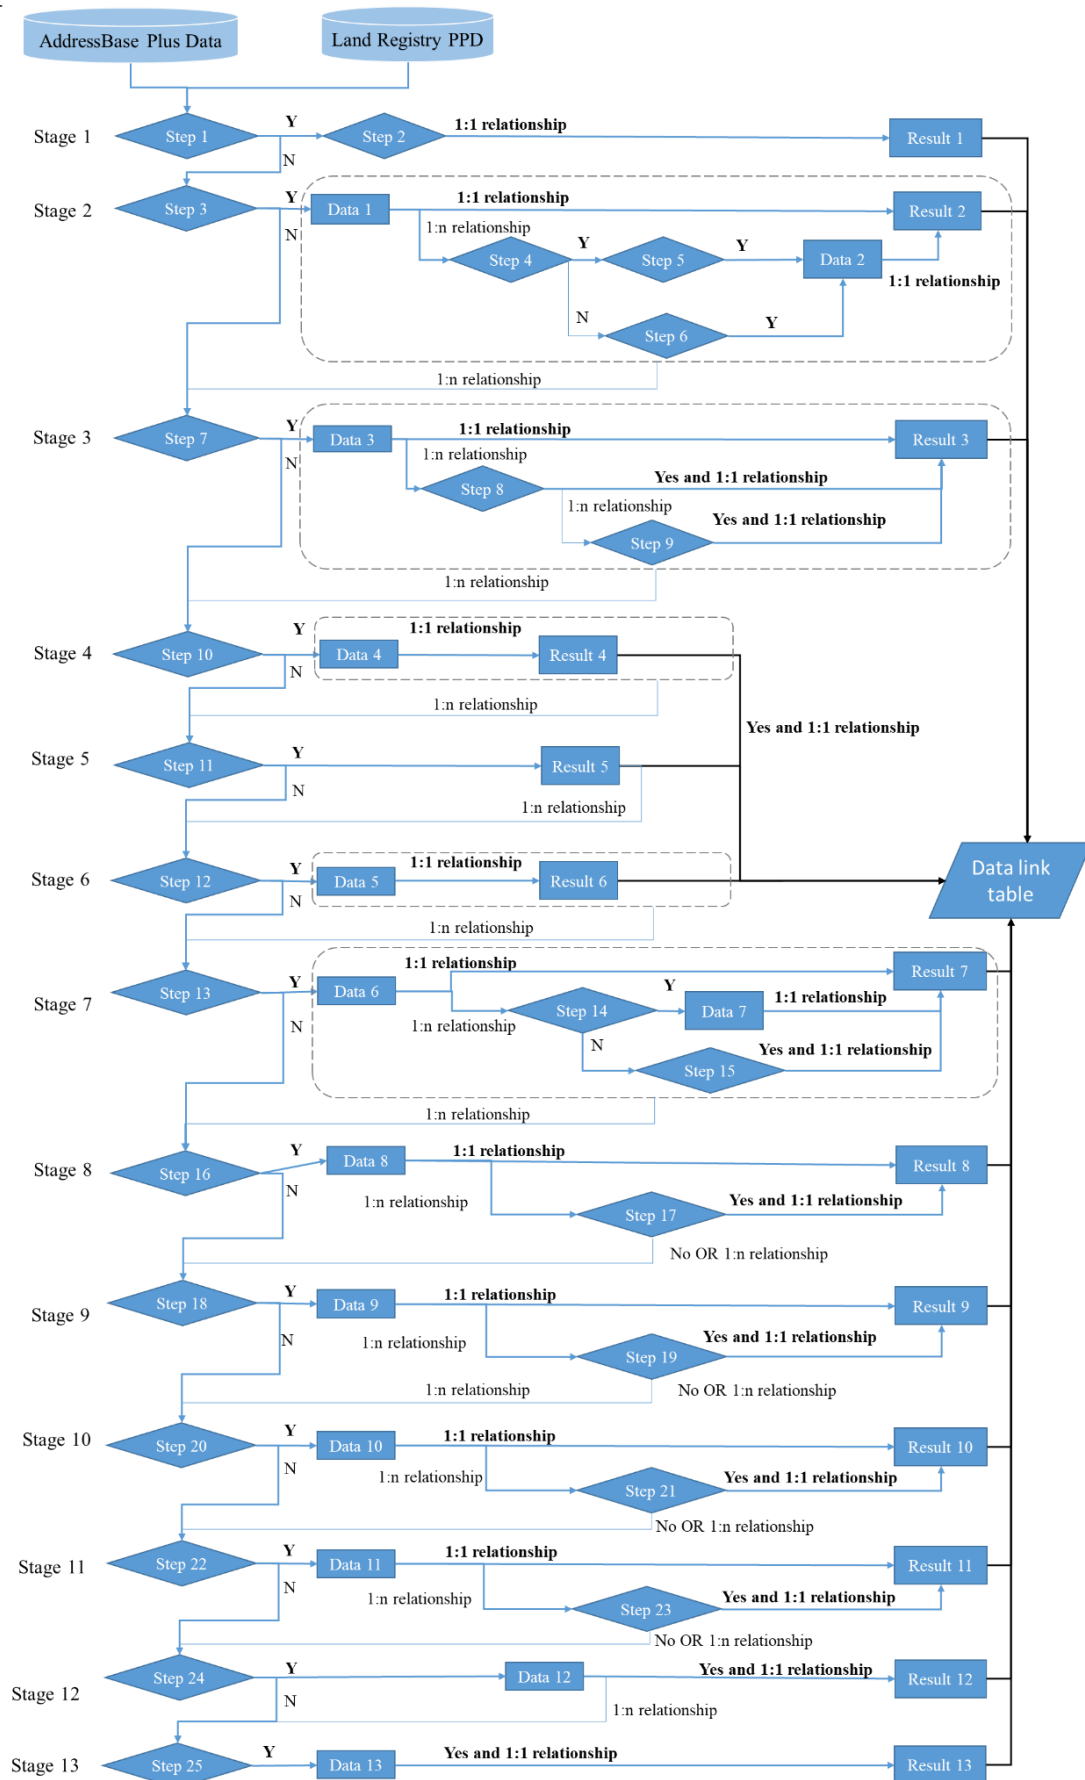 AddressBase Plus Data
Land Registry PPD
Stage 1
Step 1
Y
Step 2
1:1 relationship
Result 1
N
Stage 2
Step 3
Y
Data 1
1:1 relationship
Result 2
N
1:n relationship
Step 4
Y
Step 5
Y
Data 2
1:1 relationship
N
Step 6
Y
1:n relationship
Stage 3
Step 7
Y
Data 3
1:1 relationship
Result 3
N
1:n relationship
Step 8
Yes and 1:1 relationship
1:n relationship
Step 9
Yes and 1:1 relationship
1:n relationship
Stage 4
Step 10
Y
Data 4
1:1 relationship
Result 4
N
1:n relationship
Yes and 1:1 relationship
Stage 5
Step 11
Y
Result 5
N
1:n relationship
Stage 6
Step 12
Y
Data 5
1:1 relationship
Result 6
Data link
table
N
1:n relationship
Stage 7
Step 13
Y
Data 6
1:1 relationship
Result 7
N
1:n relationship
Step 14
Y
Data 7
1:1 relationship
N
Step 15
Yes and 1:1 relationship
1:n relationship
Stage 8
Step 16
Y
Data 8
1:1 relationship
Result 8
N
1:n relationship
Step 17
Yes and 1:1 relationship
No OR 1:n relationship
Stage 9
Step 18
Y
Data 9
1:1 relationship
Result 9
N
1:n relationship
Step 19
Yes and 1:1 relationship
1:n relationship
No OR 1:n relationship
Stage 10
Step 20
Y
Data 10
1:1 relationship
Result 10
N
1:n relationship
Step 21
Yes and 1:1 relationship
No OR 1:n relationship
Stage 11
Step 22
Y
Data 11
1:1 relationship
Result 11
N
1:n relationship
Step 23
Yes and 1:1 relationship
No OR 1:n relationship
Stage 12
Step 24
Y
Data 12
Yes and 1:1 relationship
Result 12
N
1:n relationship
Stage 13
Step 25
Y
Data 13
Yes and 1:1 relationship
Result 13